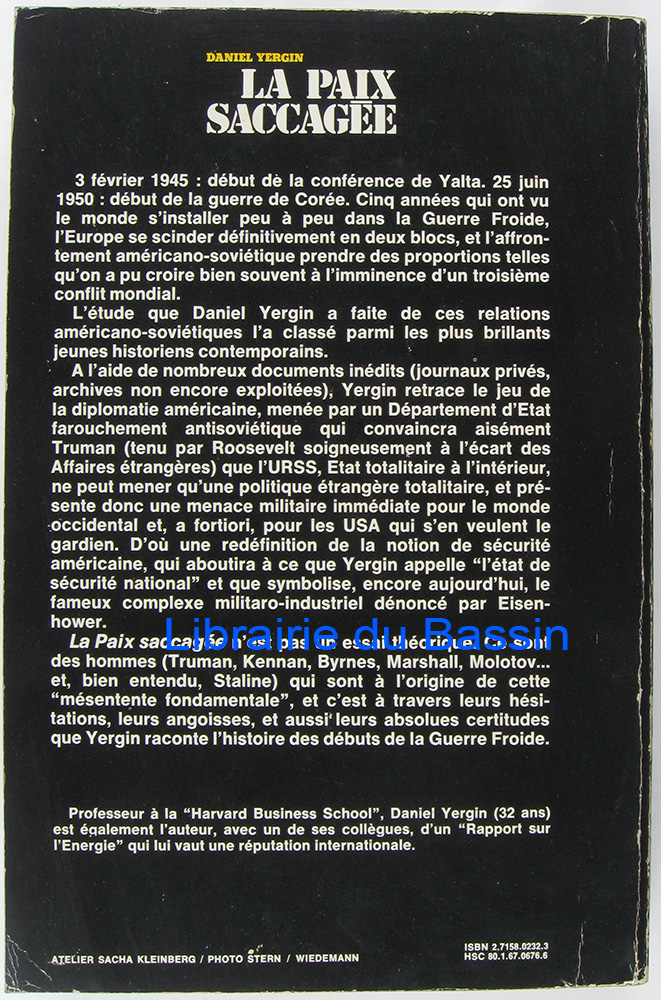 DANIEL YERGIN
LA PAIX
SACCAGÉE
3 février 1945 : début de la conférence de Yalta. 25 juin
1950 : début de la guerre de Corée. Cinq années qui ont vu
le monde s'installer peu à peu dans la Guerre Froide,
l'Europe se scinder définitivement en deux blocs, et l'affron-
tement américano-soviétique prendre des proportions telles
qu'on a pu croire bien souvent à l'imminence d'un troisième
conflit mondial.
L'étude que Daniel Yergin a faite de ces relations
américano-soviétiques l'a classé parmi les plus brillants
jeunes historiens contemporains.
A l'aide de nombreux documents inédits (journaux privés,
archives non encore exploitées), Yergin retrace le jeu de
la diplomatie américaine, menée par un Département d'Etat
farouchement antisoviétique qui convaincra aisément
Truman (tenu par Roosevelt soigneusement à l'écart des
Affaires étrangères) que l'URSS, Etat totalitaire à l'intérieur,
ne peut mener qu'une politique étrangère totalitaire, et pré-
sente donc une menace militaire immédiate pour le monde
occidental et, a fortiori, pour les USA qui s'en veulent le
gardien. D'où une redéfinition de la notion de sécurité
américaine, qui aboutira à ce que Yergin appelle "l'état de
sécurité national" et que symbolise, encore aujourd'hui, le
fameux complexe militaro-industriel dénoncé par Eisen-
hower.
Librairie du Bassin
La Paix saccagée n'est pas un essai théorique. Ce sont
des hommes (Truman, Kennan, Byrnes, Marshall, Molotov...
et, bien entendu, Staline) qui sont à l'origine de cette
"mésentente fondamentale", et c'est à travers leurs hési-
tations, leurs angoisses, et aussi leurs absolues certitudes
que Yergin raconte l'histoire des débuts de la Guerre Froide.
Professeur à la "Harvard Business School", Daniel Yergin (32 ans)
est également l'auteur, avec un de ses collègues, d'un "Rapport sur
l'Energie" qui lui vaut une réputation internationale.
ISBN 2.7158.0232.3
HSC 80.1.67.0676.6
ATELIER SACHA KLEINBERG / PHOTO STERN / WIEDEMANN